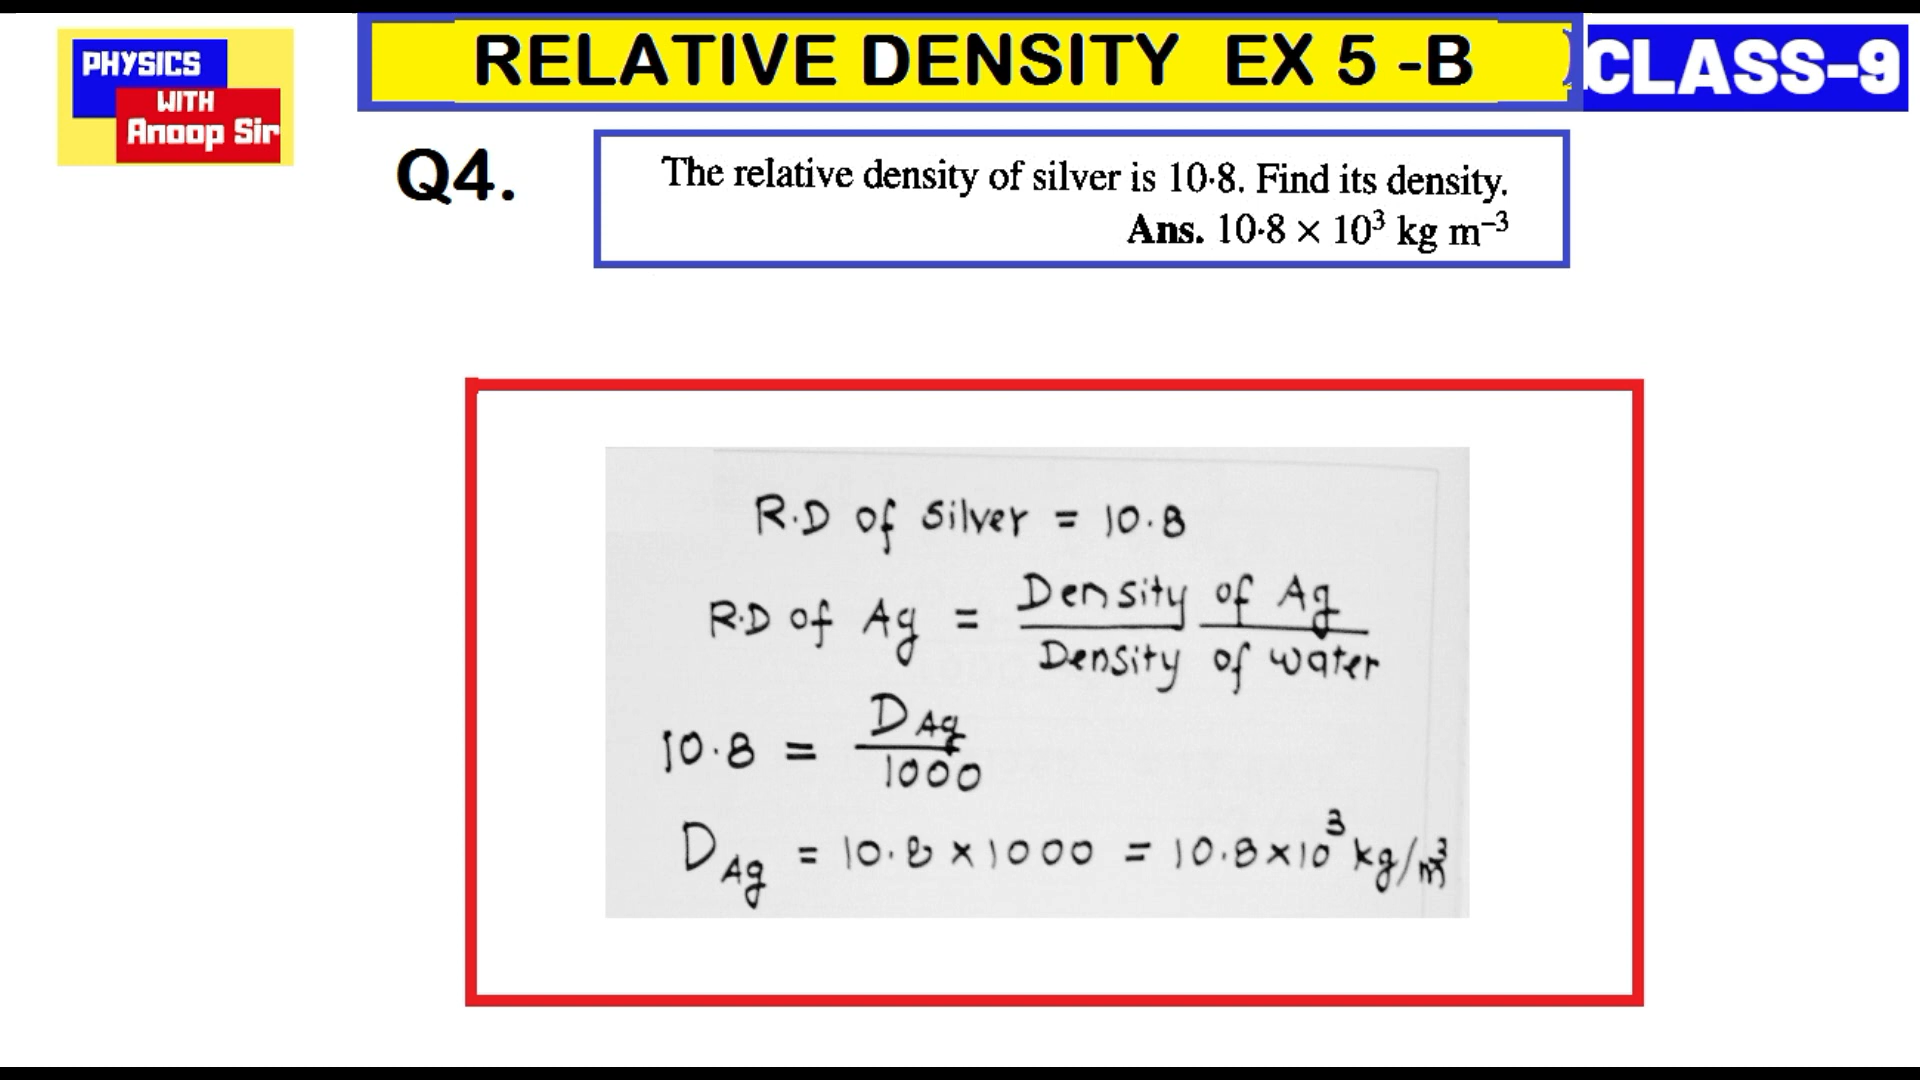 PHYSICS
WITH
Anoop Sir
RELATIVE DENSITY EX 5 -B
CLASS-9
Q4.
The relative density of silver is 10·8. Find its density.
Ans. 10·8 × 10³ kg m⁻³
R.D of silver = 10.8
R.D of Ag = Density of Ag / Density of water
10.8 = D Ag / 1000
D Ag = 10.8 × 1000 = 10.8 × 10³ kg/m³